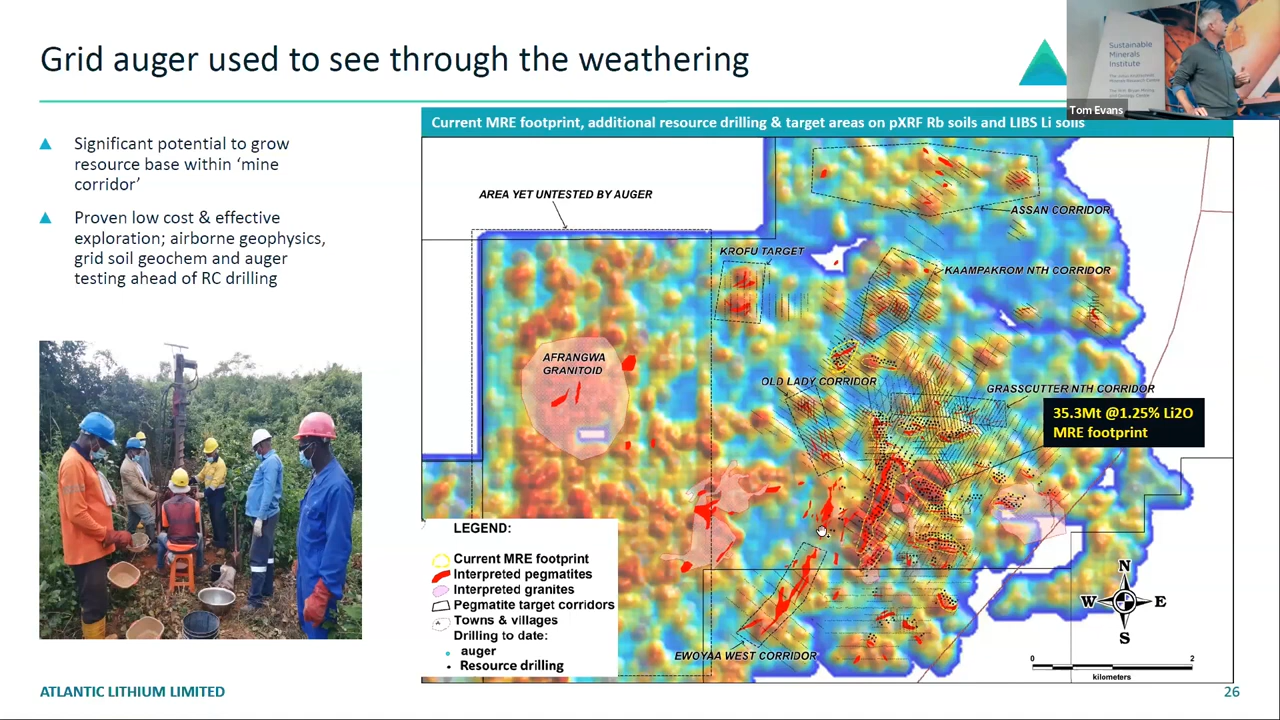 Grid auger used to see through the weathering
Sustainable
Minerals
Institute
Tom Evans
Significant potential to grow
resource base within ‘mine
corridor’
Proven low cost & effective
exploration; airborne geophysics,
grid soil geochem and auger
testing ahead of RC drilling
Current MRE footprint, additional resource drilling & target areas on pXRF Rb soils and LIBS Li soils
AREA YET UNTESTED BY AUGER
ASSAN CORRIDOR
KROFU TARGET
KAAMPAKROM NTH CORRIDOR
AFRANGWA
GRANITOID
OLD LADY CORRIDOR
GRASSCUTTER NTH CORRIDOR
35.3Mt @1.25% Li2O
MRE footprint
LEGEND:
Current MRE footprint
Interpreted pegmatites
Interpreted granites
Pegmatite target corridors
Towns & villages
Drilling to date:
auger
Resource drilling
EWOYAA WEST CORRIDOR
N
W E
S
0 2
kilometers
ATLANTIC LITHIUM LIMITED
26